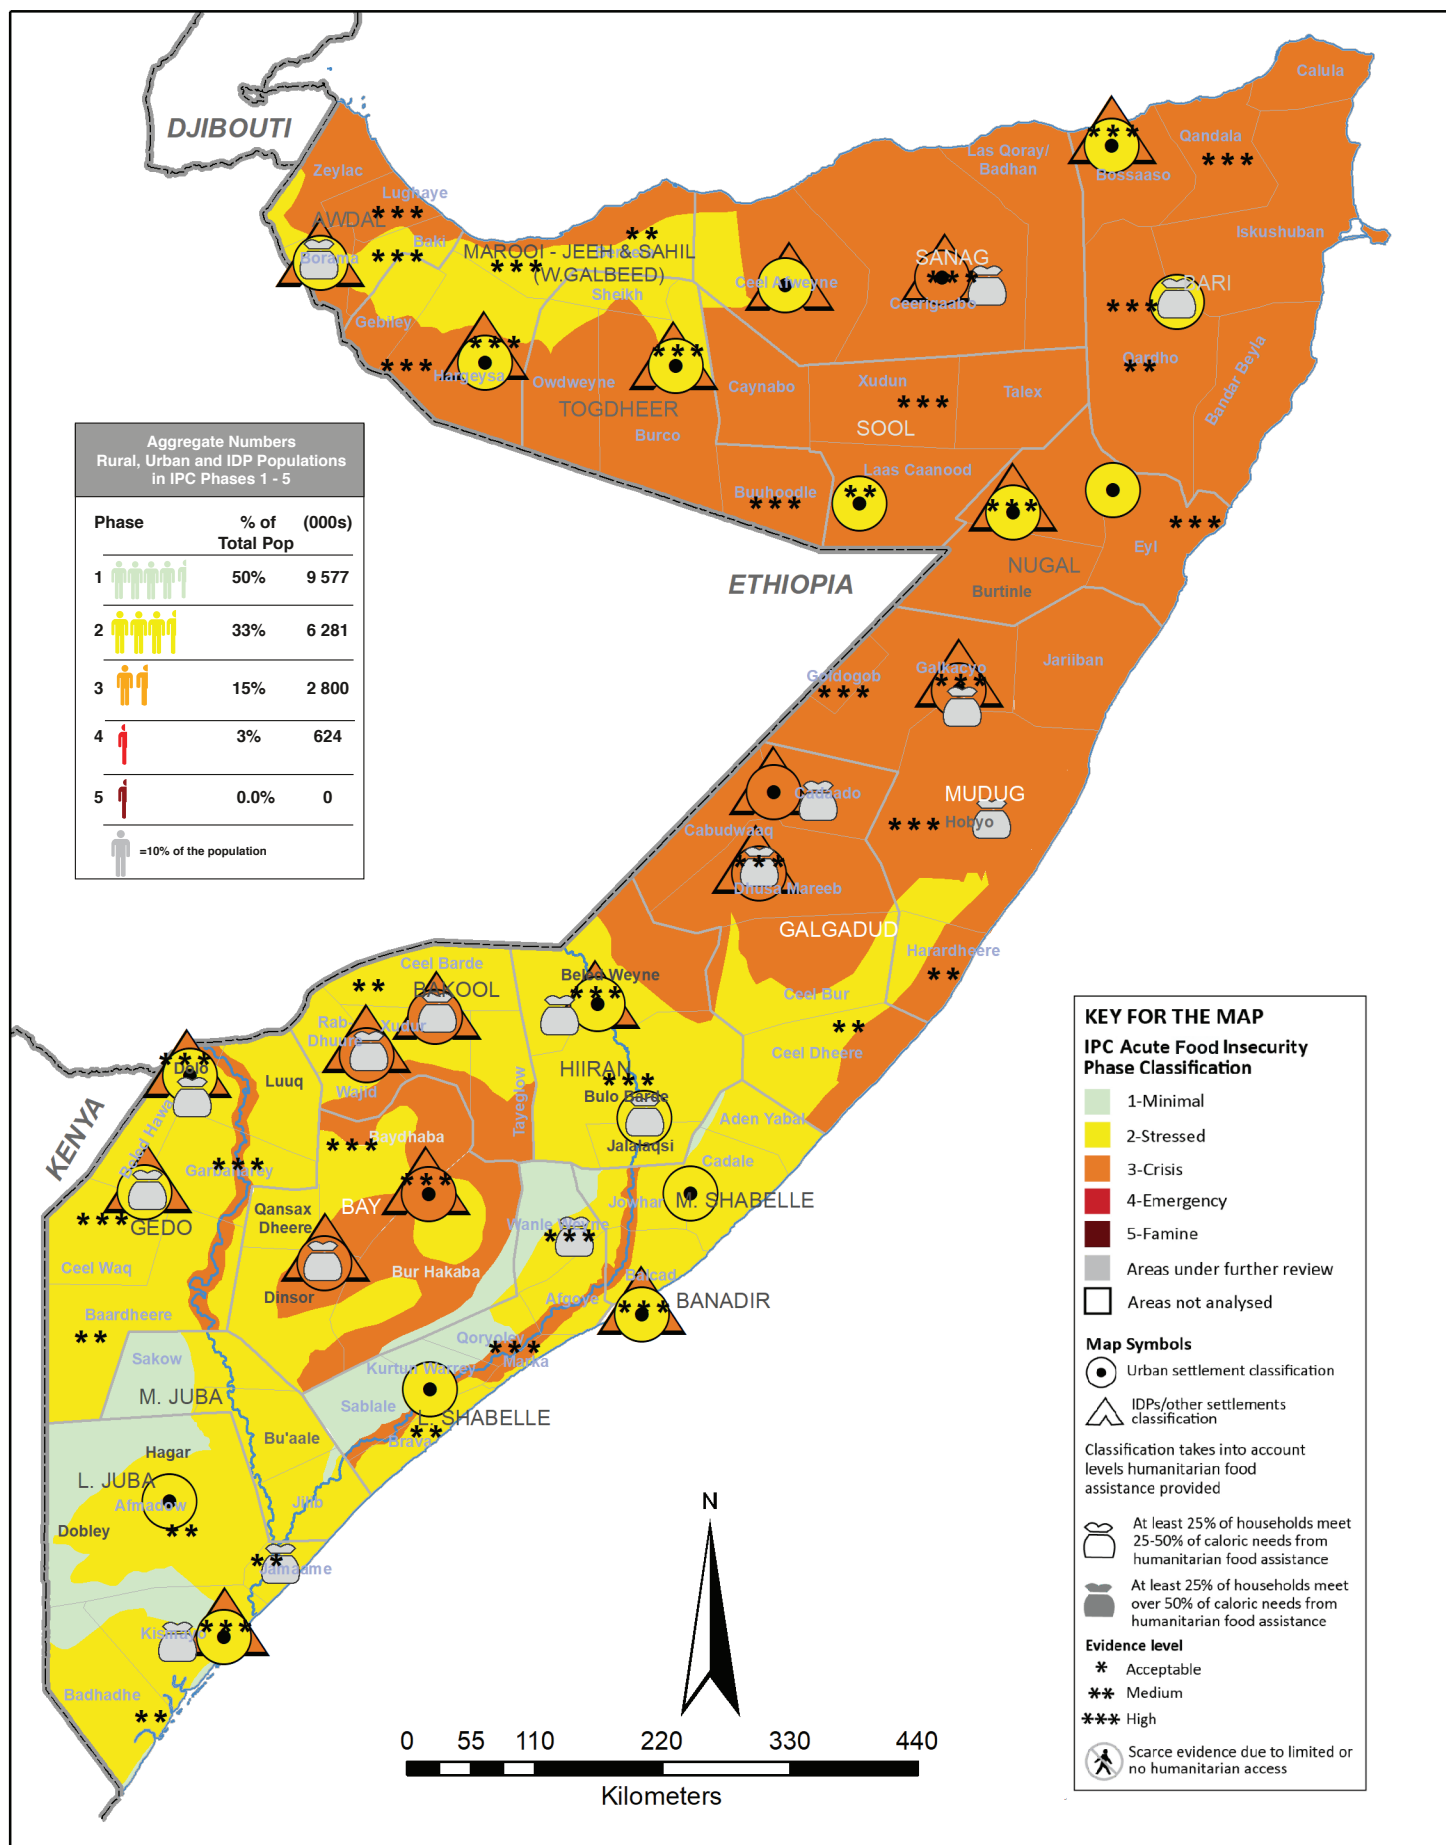 DJIBOUTI
Calula
Qandala
***
***
Bossaaso
Las Qoray/
Badhan
Zeylac
Lughaye
***
AWDAL
Baki
***
Borama
**
MAROOI - JEEH & SAHIL
***
(W.GALBEED)
Sheikh
Iskushuban
SANAG
***
Ceel Afweyne
Ceerigaabo
BARI
***
Gebiley
***
***
Hargeysa
***
Qardho
**
Bandar Beyla
Owdweyne
Caynabo
Xudun
***
Talex
TOGDHEER
SOOL
Burco
Laas Caanood
**
Buuhoodle
***
***
***
Eyl
NUGAL
Burtinle
ETHIOPIA
Aggregate Numbers
Rural, Urban and IDP Populations
in IPC Phases 1 - 5
Phase % of (000s)
Total Pop
1 50% 9 577
2 33% 6 281
3 15% 2 800
4 3% 624
5 0.0% 0
=10% of the population
Jariiban
Galkacyo
***
Goldogob
***
Cadaado
MUDUG
*** Hobyo
Cabudwaaq
***
Dhusa Mareeb
GALGADUD
Harardheere
**
Ceel Barde
**
BAKOOL
Beled Weyne
***
Ceel Bur
**
Ceel Dheere
Rab
Dhuure
Xudur
HIIRAN
***
Bulo Barde
***
Dolo
Luuq
Wajid
Tayeglow
Aden Yabal
KENYA
Beled Hawa
Baydhaba
***
Jalalaqsi
Cadale
Garbaharey
***
***
BAY
Qansax
Dheere
Jowhar
M. SHABELLE
***
GEDO
Wanle Weyne
***
Ceel Waq
Bur Hakaba
Balcad
Dinsor
Afgoye
***
BANADIR
Baardheere
**
Qoryoley
***
Marka
Sakow
Kurtun Warrey
M. JUBA
Sablale
L. SHABELLE
**
Brava
Bu'aale
Hagar
L. JUBA
Afmadow
Jilib
Dobley
**
**
Jamaame
Kismayo
***
Badhadhe
**
N
0 55 110 220 330 440
Kilometers
KEY FOR THE MAP
IPC Acute Food Insecurity
Phase Classification
1-Minimal
2-Stressed
3-Crisis
4-Emergency
5-Famine
Areas under further review
Areas not analysed
Map Symbols
Urban settlement classification
IDPs/other settlements
classification
Classification takes into account
levels humanitarian food
assistance provided
At least 25% of households meet
25-50% of caloric needs from
humanitarian food assistance
At least 25% of households meet
over 50% of caloric needs from
humanitarian food assistance
Evidence level
* Acceptable
** Medium
*** High
Scarce evidence due to limited or
no humanitarian access